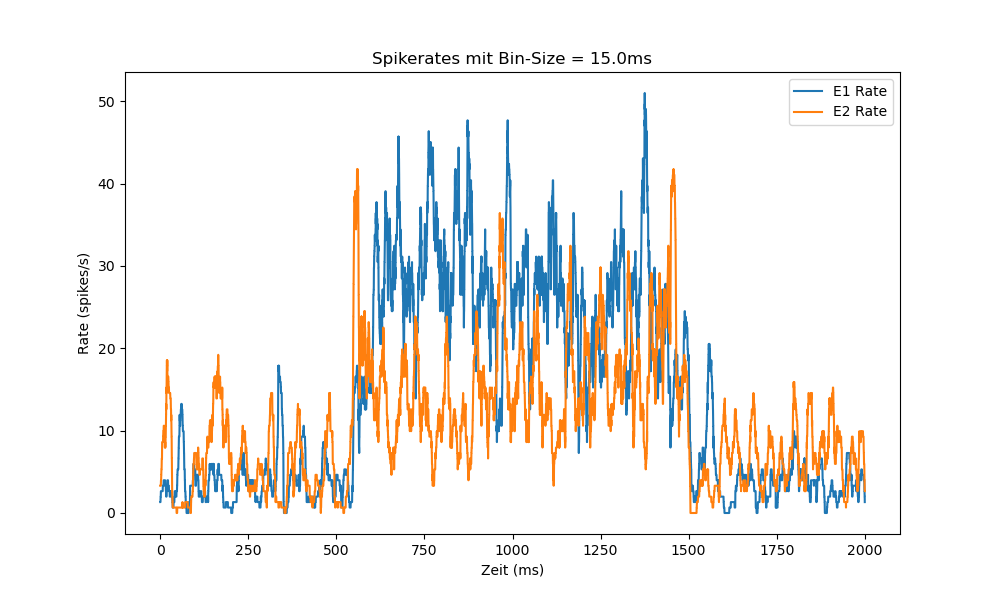 Spikerates mit Bin-Size = 15.0ms
E1 Rate
E2 Rate
Rate (spikes/s)
50
40
30
20
10
0
0 250 500 750 1000 1250 1500 1750 2000
Zeit (ms)